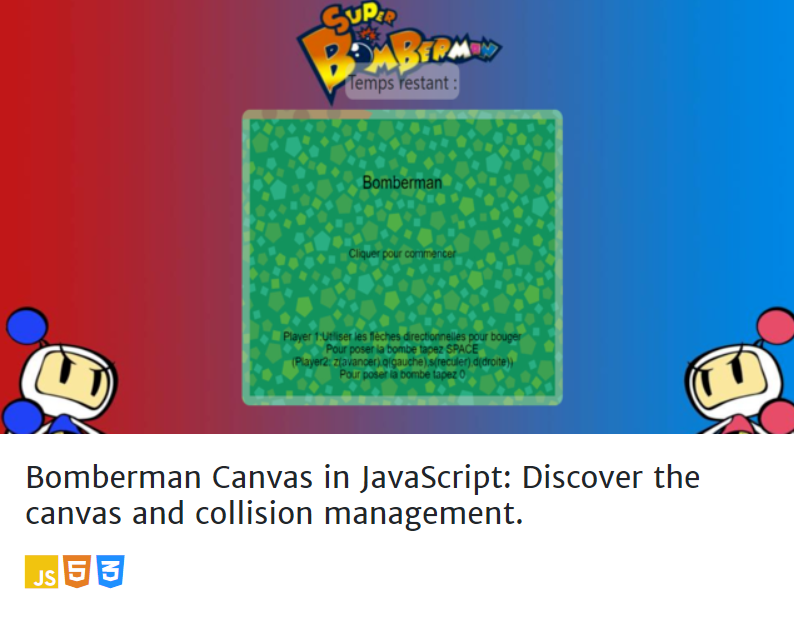 SUPER
BOMBERMAN
Temps restant :
Bomberman
Cliquer pour commencer
Player 1:Utiliser les flèches directionnelles pour bouger
Pour poser la bombe tapez SPACE
(Player2: z(avancer),q(gauche),s(reculer),d(droite))
Pour poser la bombe tapez 0
Bomberman Canvas in JavaScript: Discover the
canvas and collision management.
JS 5 3